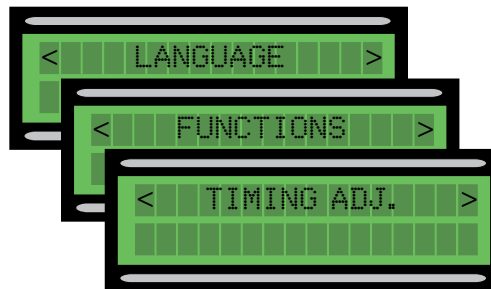 < LANGUAGE >
< FUNCTIONS >
< TIMING ADJ. >